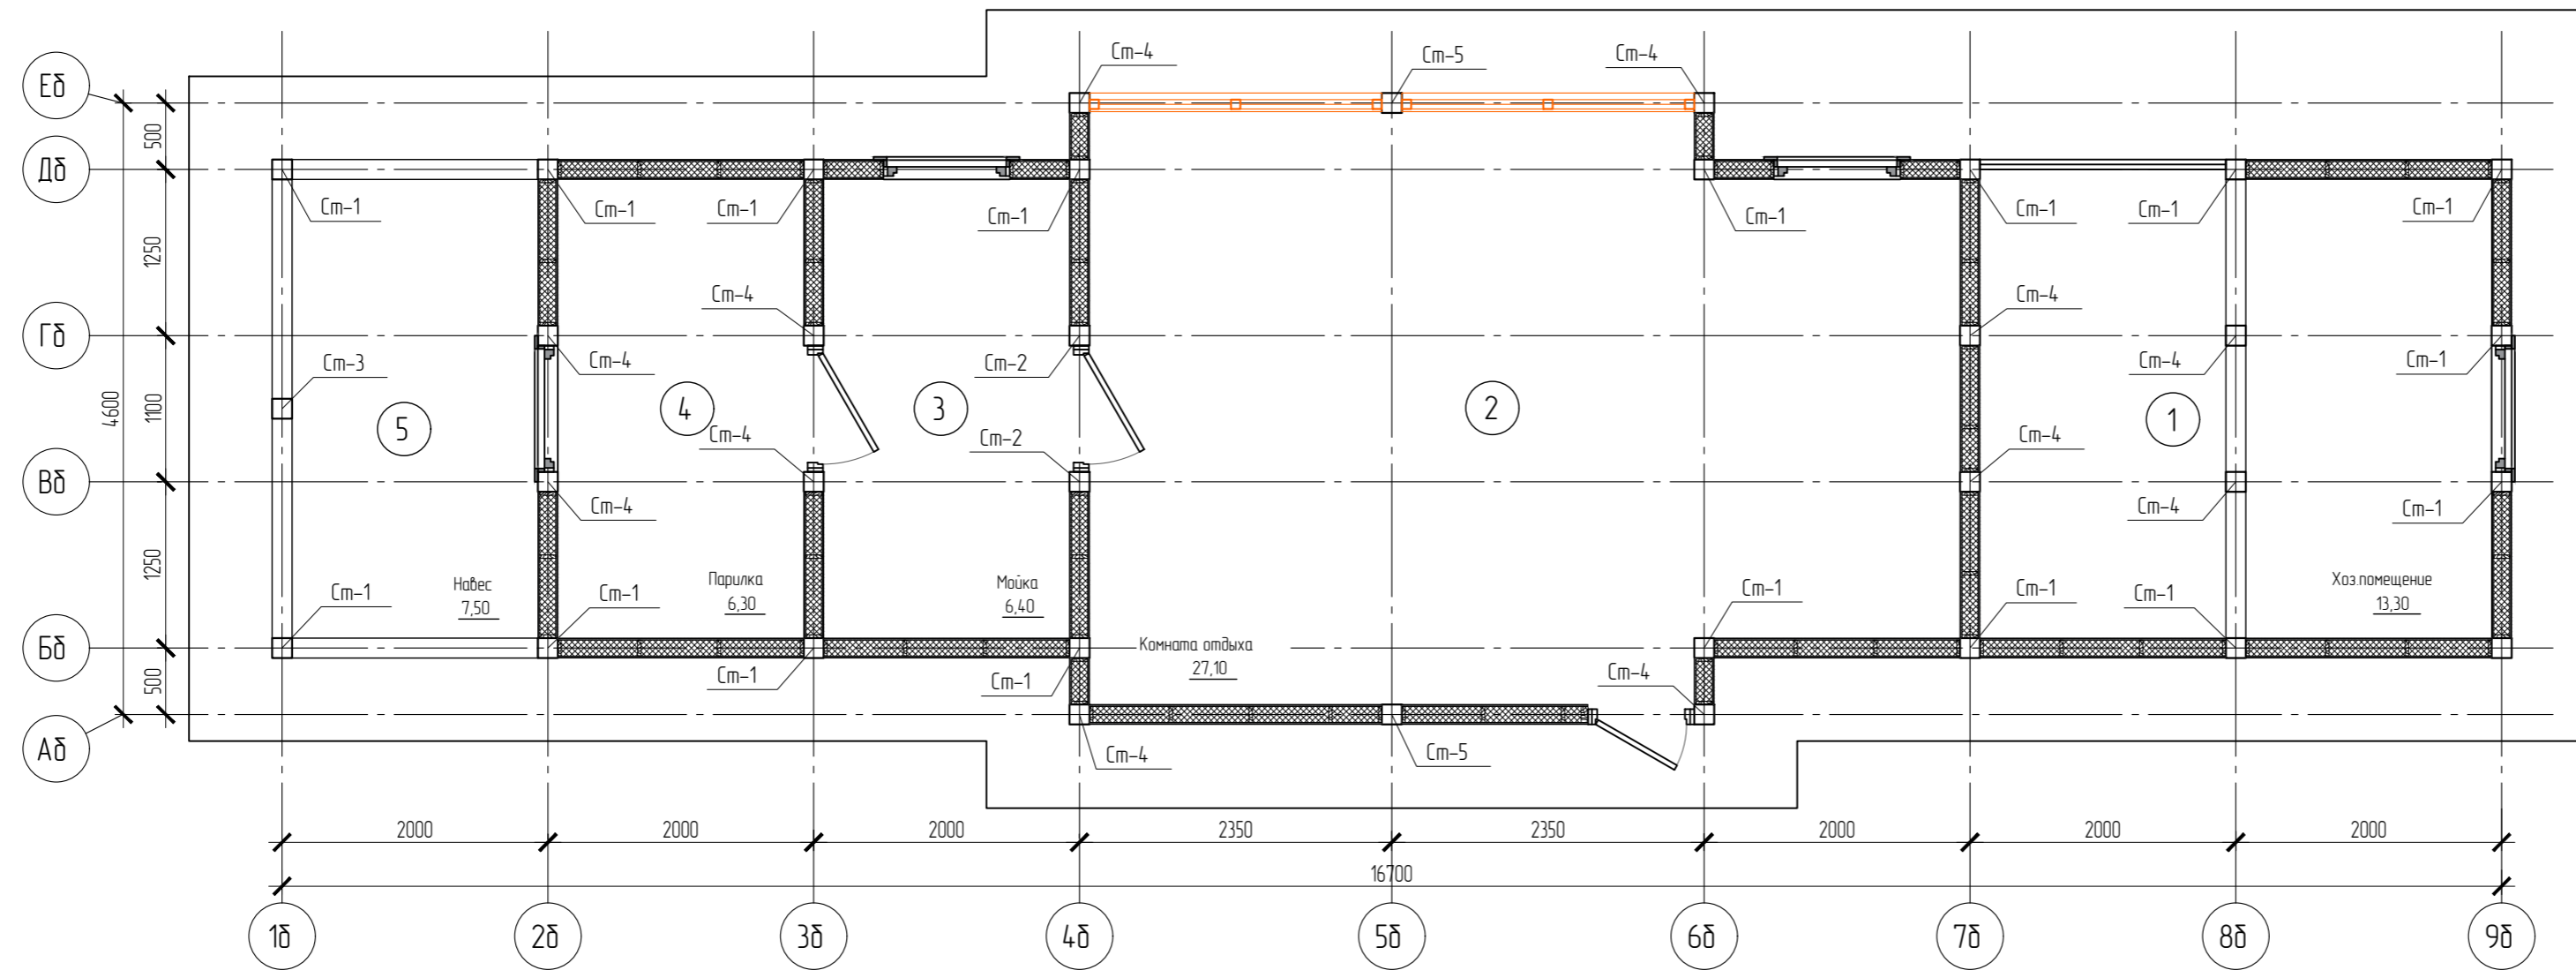 Ст-4
Ст-5
Ст-4
Еб
500
Дб
Ст-1
Ст-1
Ст-1
Ст-1
Ст-1
Ст-1
Ст-1
Ст-1
1250
Ст-4
Ст-4
Гб
Ст-3
Ст-4
Ст-2
Ст-4
Ст-1
4600
1100
5
4
3
2
1
Ст-4
Ст-2
Ст-4
Вб
Ст-4
Ст-4
Ст-1
1250
Навес
7,50
Парилка
6,30
Мойка
6,40
Хоз.помещение
13,30
Ст-1
Ст-1
Ст-1
Ст-1
Ст-1
Бб
Комната отдыха
27,10
500
Ст-1
Ст-1
Ст-4
Аб
Ст-4
Ст-5
2000
2000
2000
2350
2350
2000
2000
2000
16700
1б
2б
3б
4б
5б
6б
7б
8б
9б